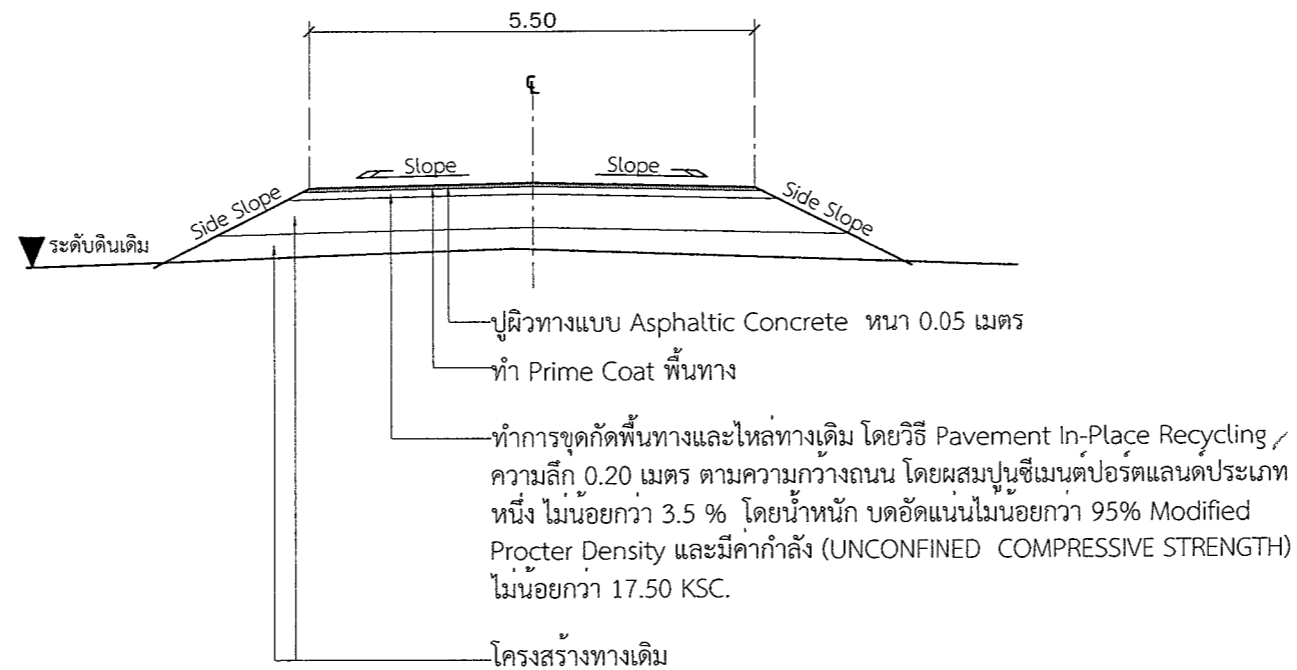 5.50
℄
Slope Slope
Side Slope Side Slope
ระดับดินเดิม
ปูผิวทางแบบ Asphaltic Concrete หนา 0.05 เมตร
ทำ Prime Coat พื้นทาง
ทำการขุดกัดพื้นทางและไหล่ทางเดิม โดยวิธี Pavement In-Place Recycling
ความลึก 0.20 เมตร ตามความกว้างถนน โดยผสมปูนซีเมนต์ปอร์ตแลนด์ประเภท
หนึ่ง ไม่น้อยกว่า 3.5 % โดยน้ำหนัก บดอัดแน่นไม่น้อยกว่า 95% Modified
Procter Density และมีค่ากำลัง (UNCONFINED COMPRESSIVE STRENGTH)
ไม่น้อยกว่า 17.50 KSC.
โครงสร้างทางเดิม